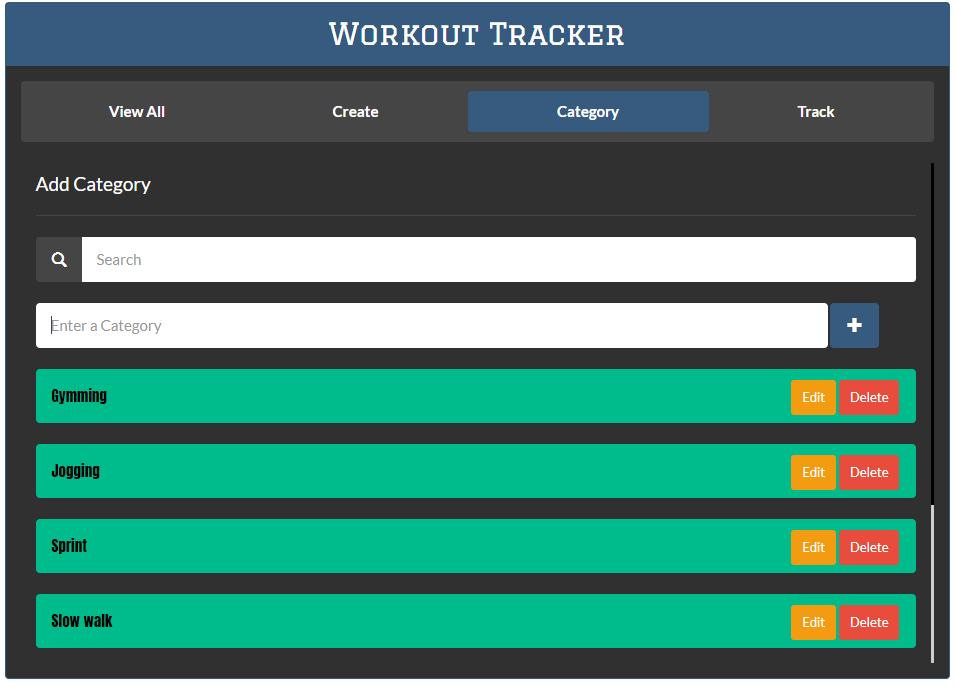 Workout Tracker
View All Create Category Track
Add Category
Search
Enter a Category
Gymming Edit Delete
Jogging Edit Delete
Sprint Edit Delete
Slow walk Edit Delete